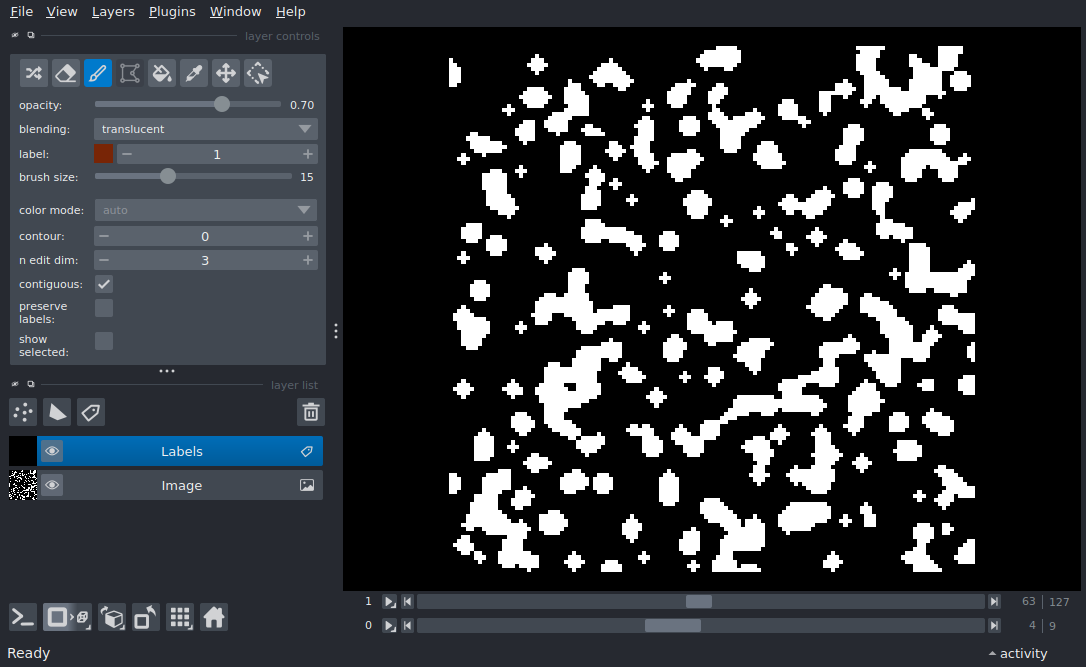 File View Layers Plugins Window Help
layer controls
opacity: 0.70
blending: translucent
label: 1
brush size: 15
color mode: auto
contour: 0
n edit dim: 3
contiguous:
preserve
labels:
show
selected:
layer list
Labels
Image
1 63 127
0 4 9
Ready activity